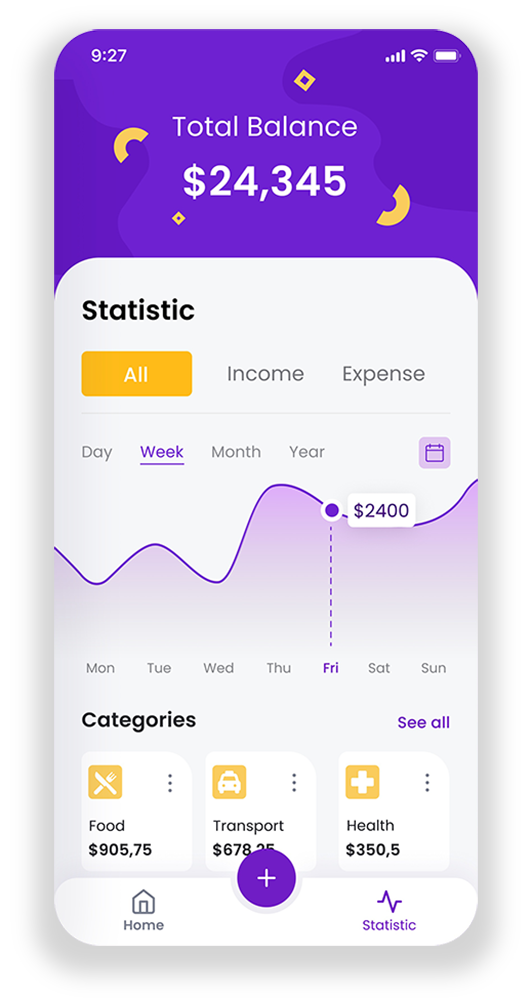 9:27
Total Balance
$24,345
Statistic
All Income Expense
Day Week Month Year
$2400
Mon Tue Wed Thu Fri Sat Sun
Categories See all
Food Transport Health
$905,75 $678,25 $350,5
Home Statistic